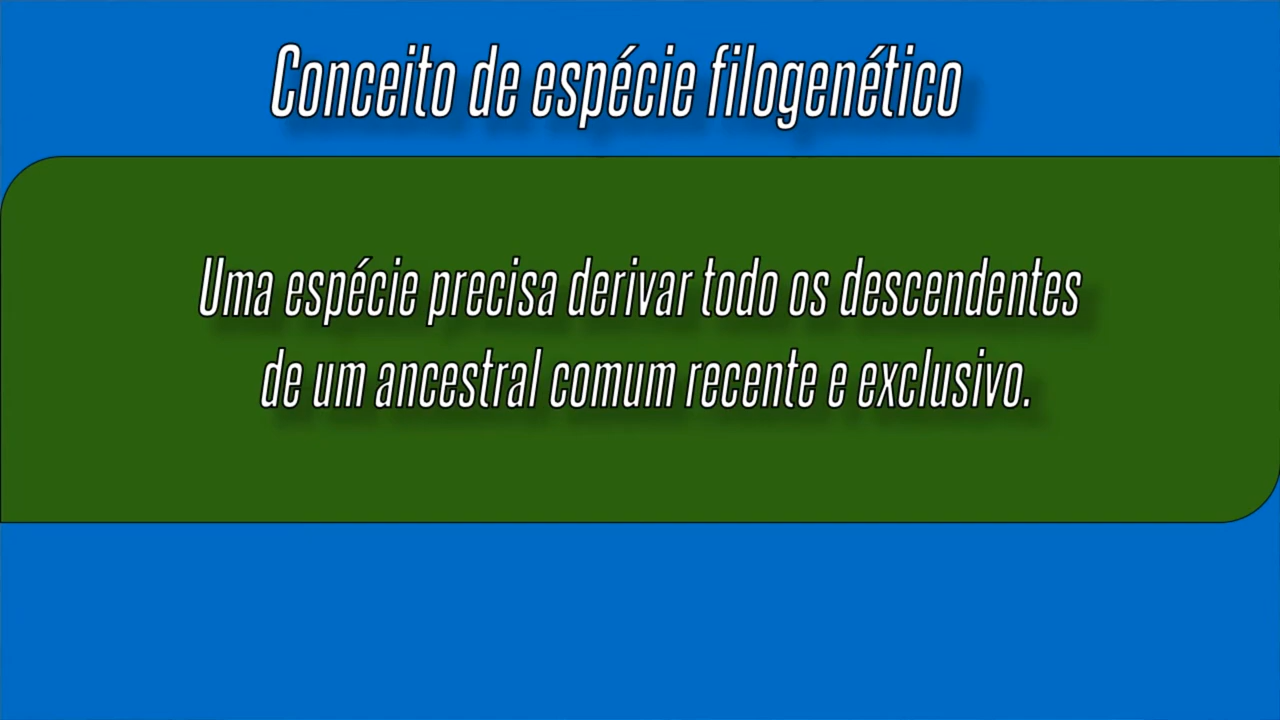 Conceito de espécie filogenético
Uma espécie precisa derivar todo os descendentes
de um ancestral comum recente e exclusivo.